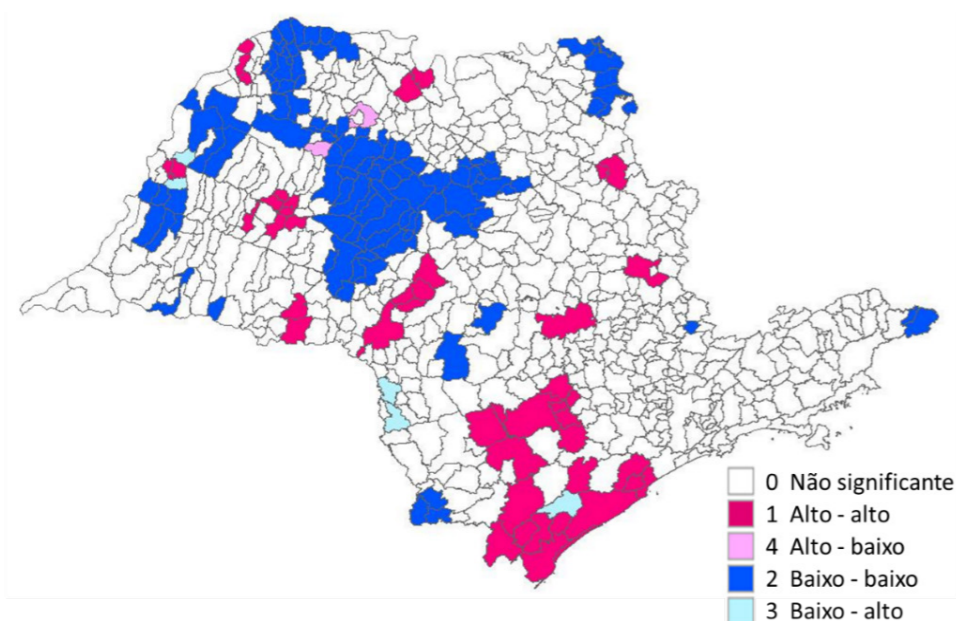 0 Não significante
1 Alto - alto
4 Alto - baixo
2 Baixo - baixo
3 Baixo - alto